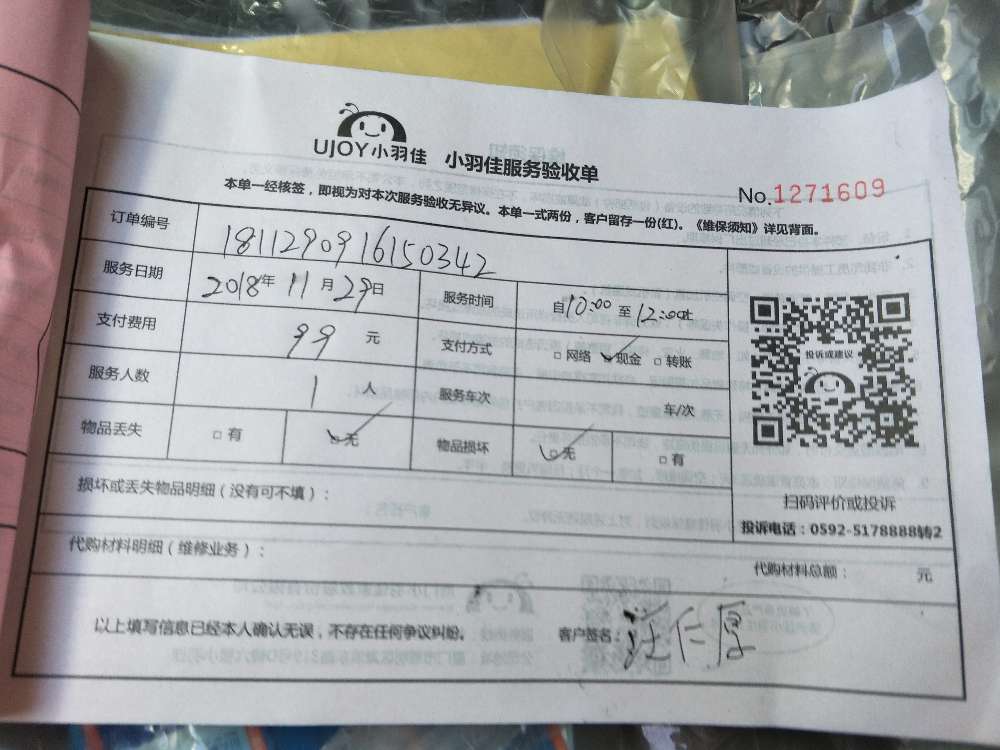 UJOY小羽佳 小羽佳服务验收单
No.1271609
本单一经核签，即视为对本次服务验收无异议。本单一式两份，客户留存一份(红)。《维保须知》详见背面。
订单编号 1811290916150342
服务日期 2018年 11月29日 服务时间 自10:00 至12:00止
支付费用 99 元 支付方式 □网络 □现金 □转账
服务人数 1 人 服务车次 车/次
物品丢失 □有 □无 物品损坏 □无 □有
投诉或建议
扫码评价或投诉
投诉电话：0592-5178888转2
损坏或丢失物品明细（没有可不填）：
代购材料明细（维修业务）：
代购材料总额： 元
以上填写信息已经本人确认无误，不存在任何争议纠纷。 客户签名：汪仁厚